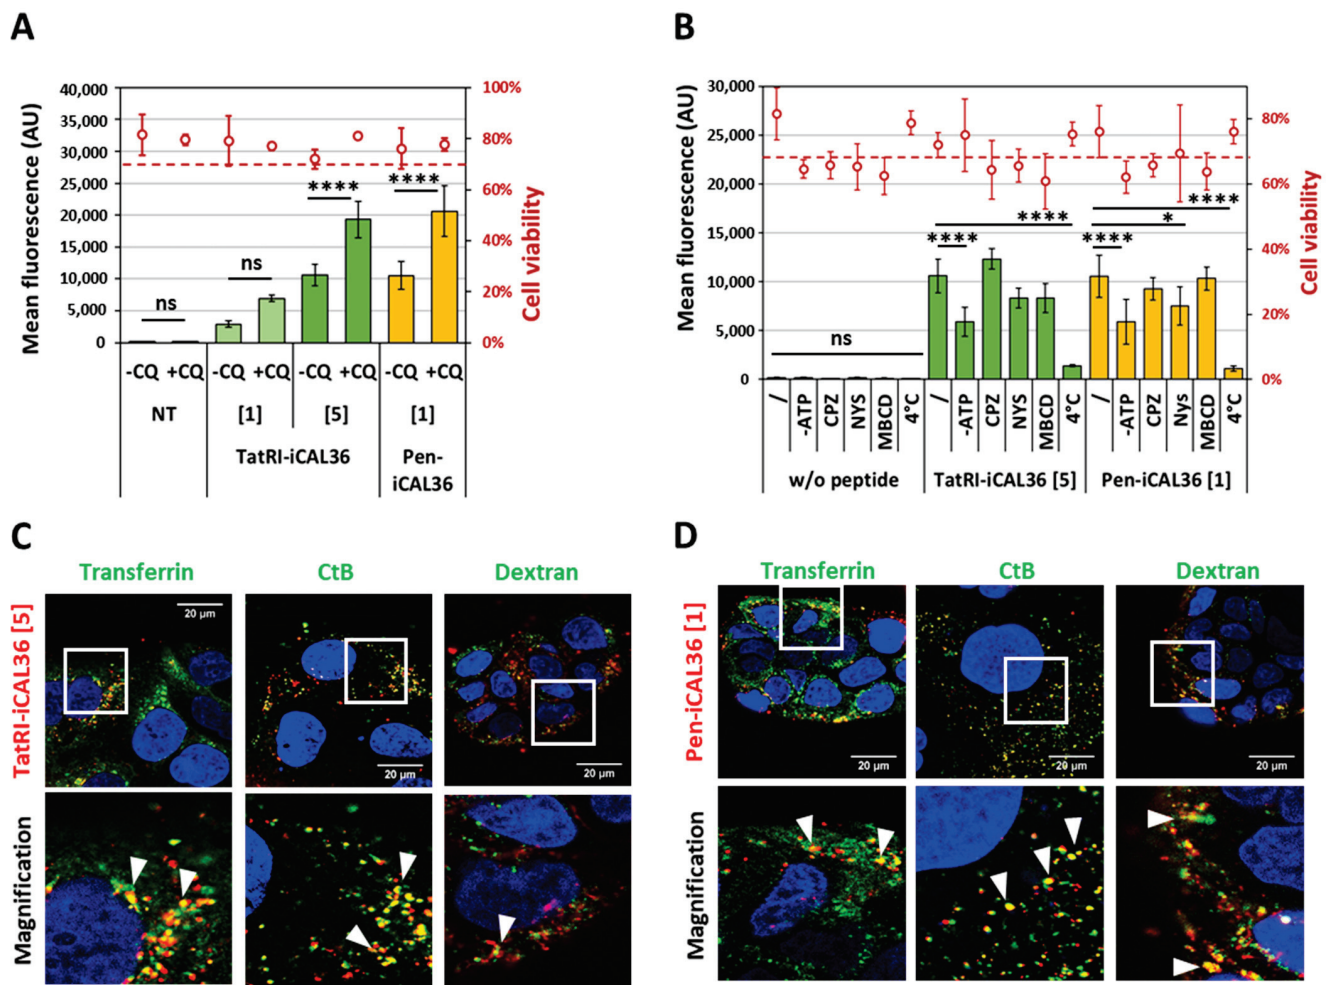 A
40,000
35,000
30,000
25,000
20,000
15,000
10,000
5,000
0
Mean fluorescence (AU)
100%
80%
60%
40%
20%
0%
Cell viability
ns
ns
****
****
-CQ +CQ -CQ +CQ -CQ +CQ -CQ +CQ
NT [1] [5] [1]
TatRI-iCAL36 Pen-
iCAL36
B
30,000
25,000
20,000
15,000
10,000
5,000
0
Mean fluorescence (AU)
80%
60%
40%
20%
0%
Cell viability
ns
****
****
****
*
****
/ -ATP CPZ NYS MBCD 4°C / -ATP CPZ NYS MBCD 4°C / -ATP CPZ Nys MBCD 4°C
w/o peptide TatRI-iCAL36 [5] Pen-iCAL36 [1]
C
Transferrin CtB Dextran
TatRI-iCAL36 [5]
20 µm
20 µm
20 µm
Magnification
D
Transferrin CtB Dextran
Pen-iCAL36 [1]
20 µm
20 µm
20 µm
Magnification